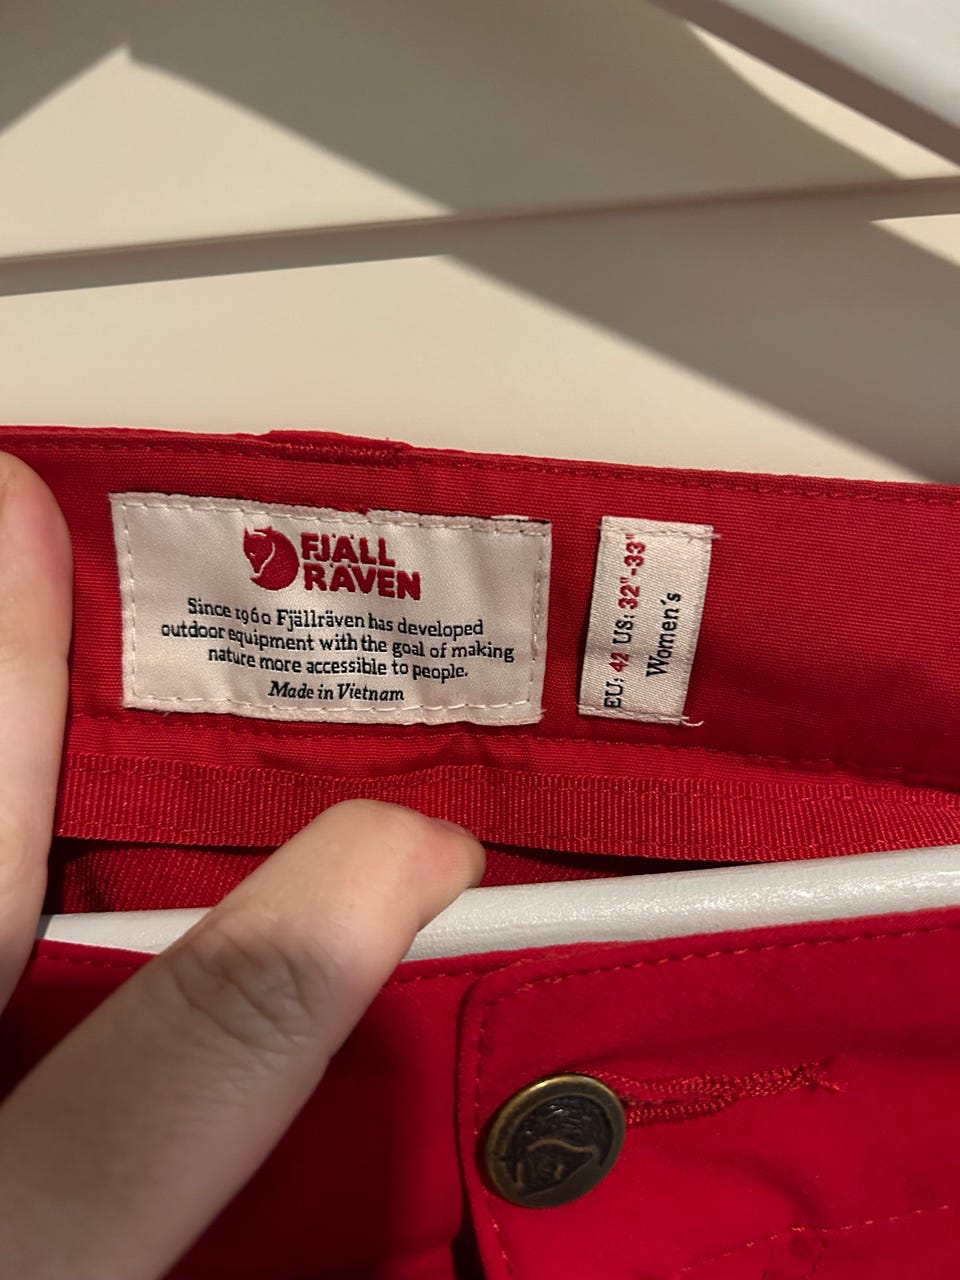 FJÄLL
RÄVEN
Since 1960 Fjällräven has developed
outdoor equipment with the goal of making
nature more accessible to people.
Made in Vietnam
EU: 42 US: 32"-33"
Women´s